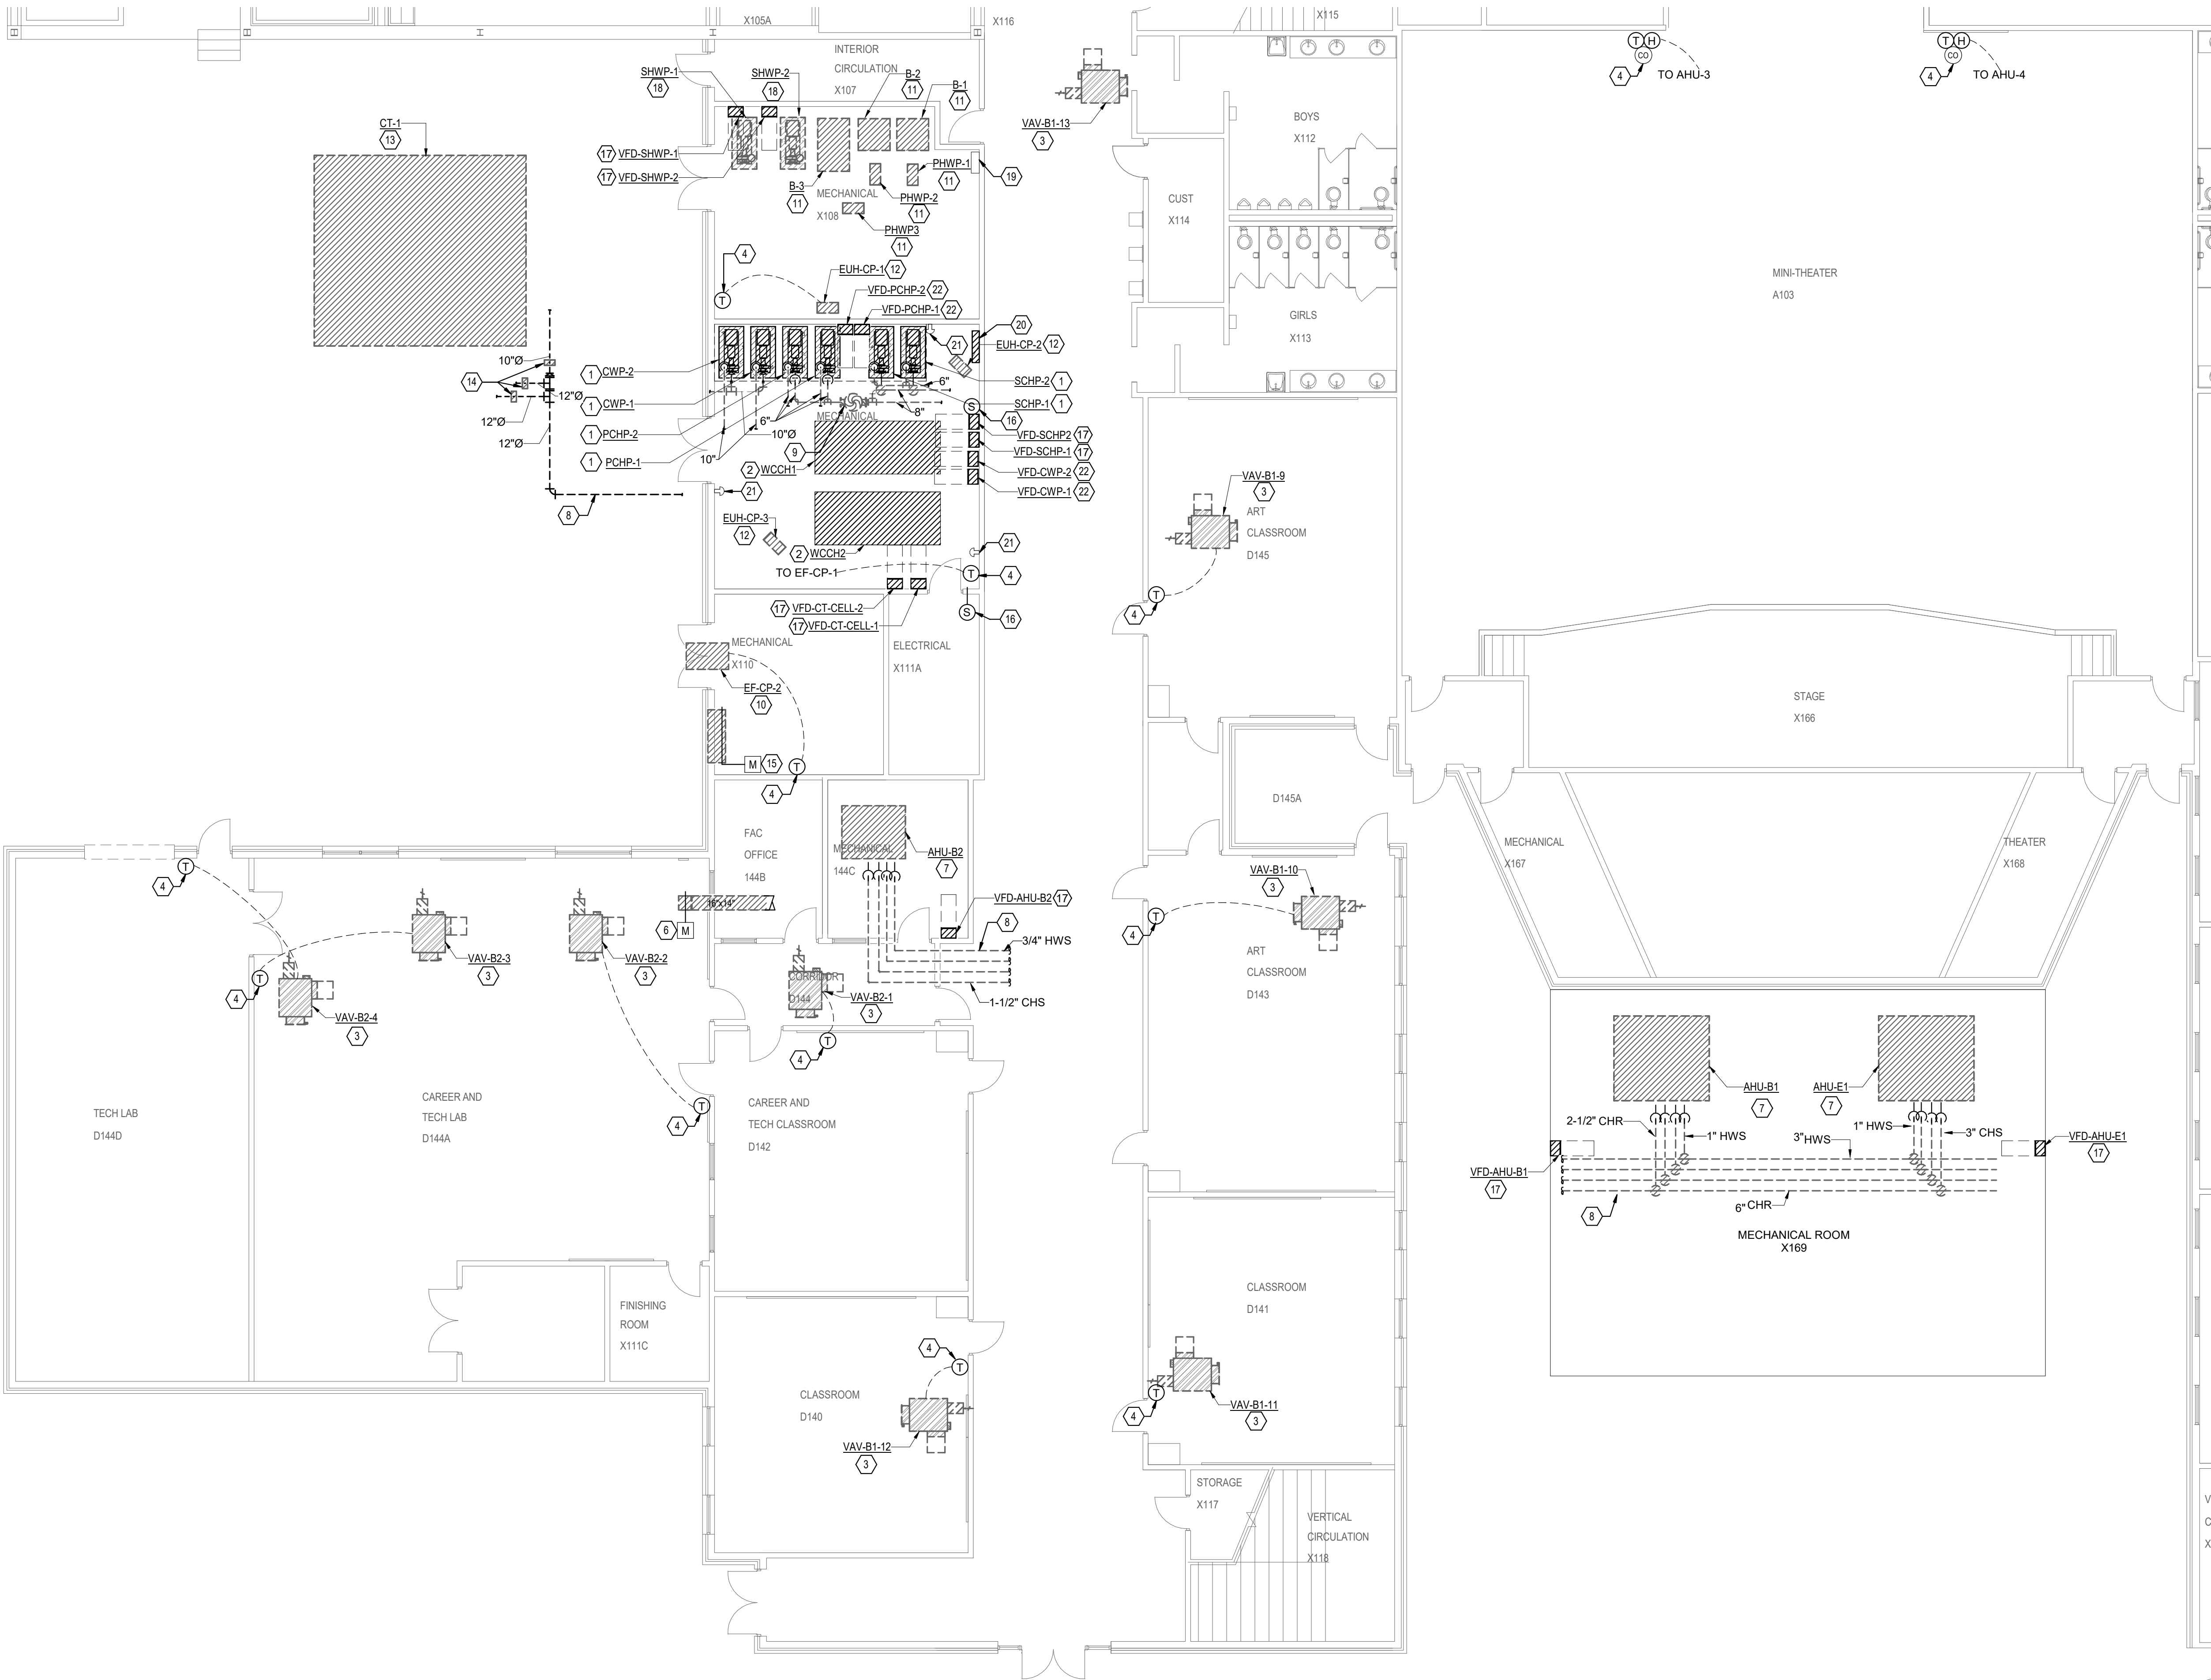 X105A
X116
X115
INTERIOR
CIRCULATION
X107
SHWP-1
18
SHWP-2
18
B-2
11
B-1
11
T
H
CO
4
TO AHU-3
T
H
CO
4
TO AHU-4
CT-1
13
VAV-B1-13
3
BOYS
X112
17 VFD-SHWP-1
17 VFD-SHWP-2
PHWP-1
11
19
B-3
11
MECHANICAL
X108
PHWP-2
11
CUST
X114
PHWP3
11
4
EUH-CP-1 12
T
VFD-PCHP-2 22
VFD-PCHP-1 22
MINI-THEATER
A103
GIRLS
X113
20
21
EUH-CP-2 12
10"Ø
14
12"Ø
12"Ø
12"Ø
1 CWP-2
1 CWP-1
1 PCHP-2
1 PCHP-1
6"
SCHP-2 1
SCHP-1 1
S
16
8"
6"
10"Ø
10"
9
MECHANICAL
VFD-SCHP2 17
VFD-SCHP-1 17
VFD-CWP-2 22
VFD-CWP-1 22
2 WCCH1
21
8
EUH-CP-3
12
2 WCCH2
21
TO EF-CP-1
T
4
S
16
17 VFD-CT-CELL-2
17 VFD-CT-CELL-1
VAV-B1-9
3
ART
CLASSROOM
D145
T
4
MECHANICAL
X110
ELECTRICAL
X111A
EF-CP-2
10
M 15
T
4
STAGE
X166
D145A
FAC
OFFICE
144B
MECHANICAL
144C
AHU-B2
7
MECHANICAL
X167
THEATER
X168
T
4
VAV-B1-10
3
16"x14"
6 M
VFD-AHU-B2 17
8
3/4" HWS
T
4
VAV-B2-3
3
VAV-B2-2
3
T
4
VAV-B2-4
3
CORRIDOR
D144
VAV-B2-1
3
1-1/2" CHS
ART
CLASSROOM
D143
T
4
TECH LAB
D144D
CAREER AND
TECH LAB
D144A
T
4
CAREER AND
TECH CLASSROOM
D142
AHU-B1
7
AHU-E1
7
2-1/2" CHR
1" HWS
3" HWS
1" HWS
3" CHS
VFD-AHU-B1
17
VFD-AHU-E1
17
8
6" CHR
MECHANICAL ROOM
X169
FINISHING
ROOM
X111C
CLASSROOM
D141
4
T
CLASSROOM
D140
VAV-B1-12
3
T
4
VAV-B1-11
3
STORAGE
X117
VERTICAL
CIRCULATION
X118
V
C
X